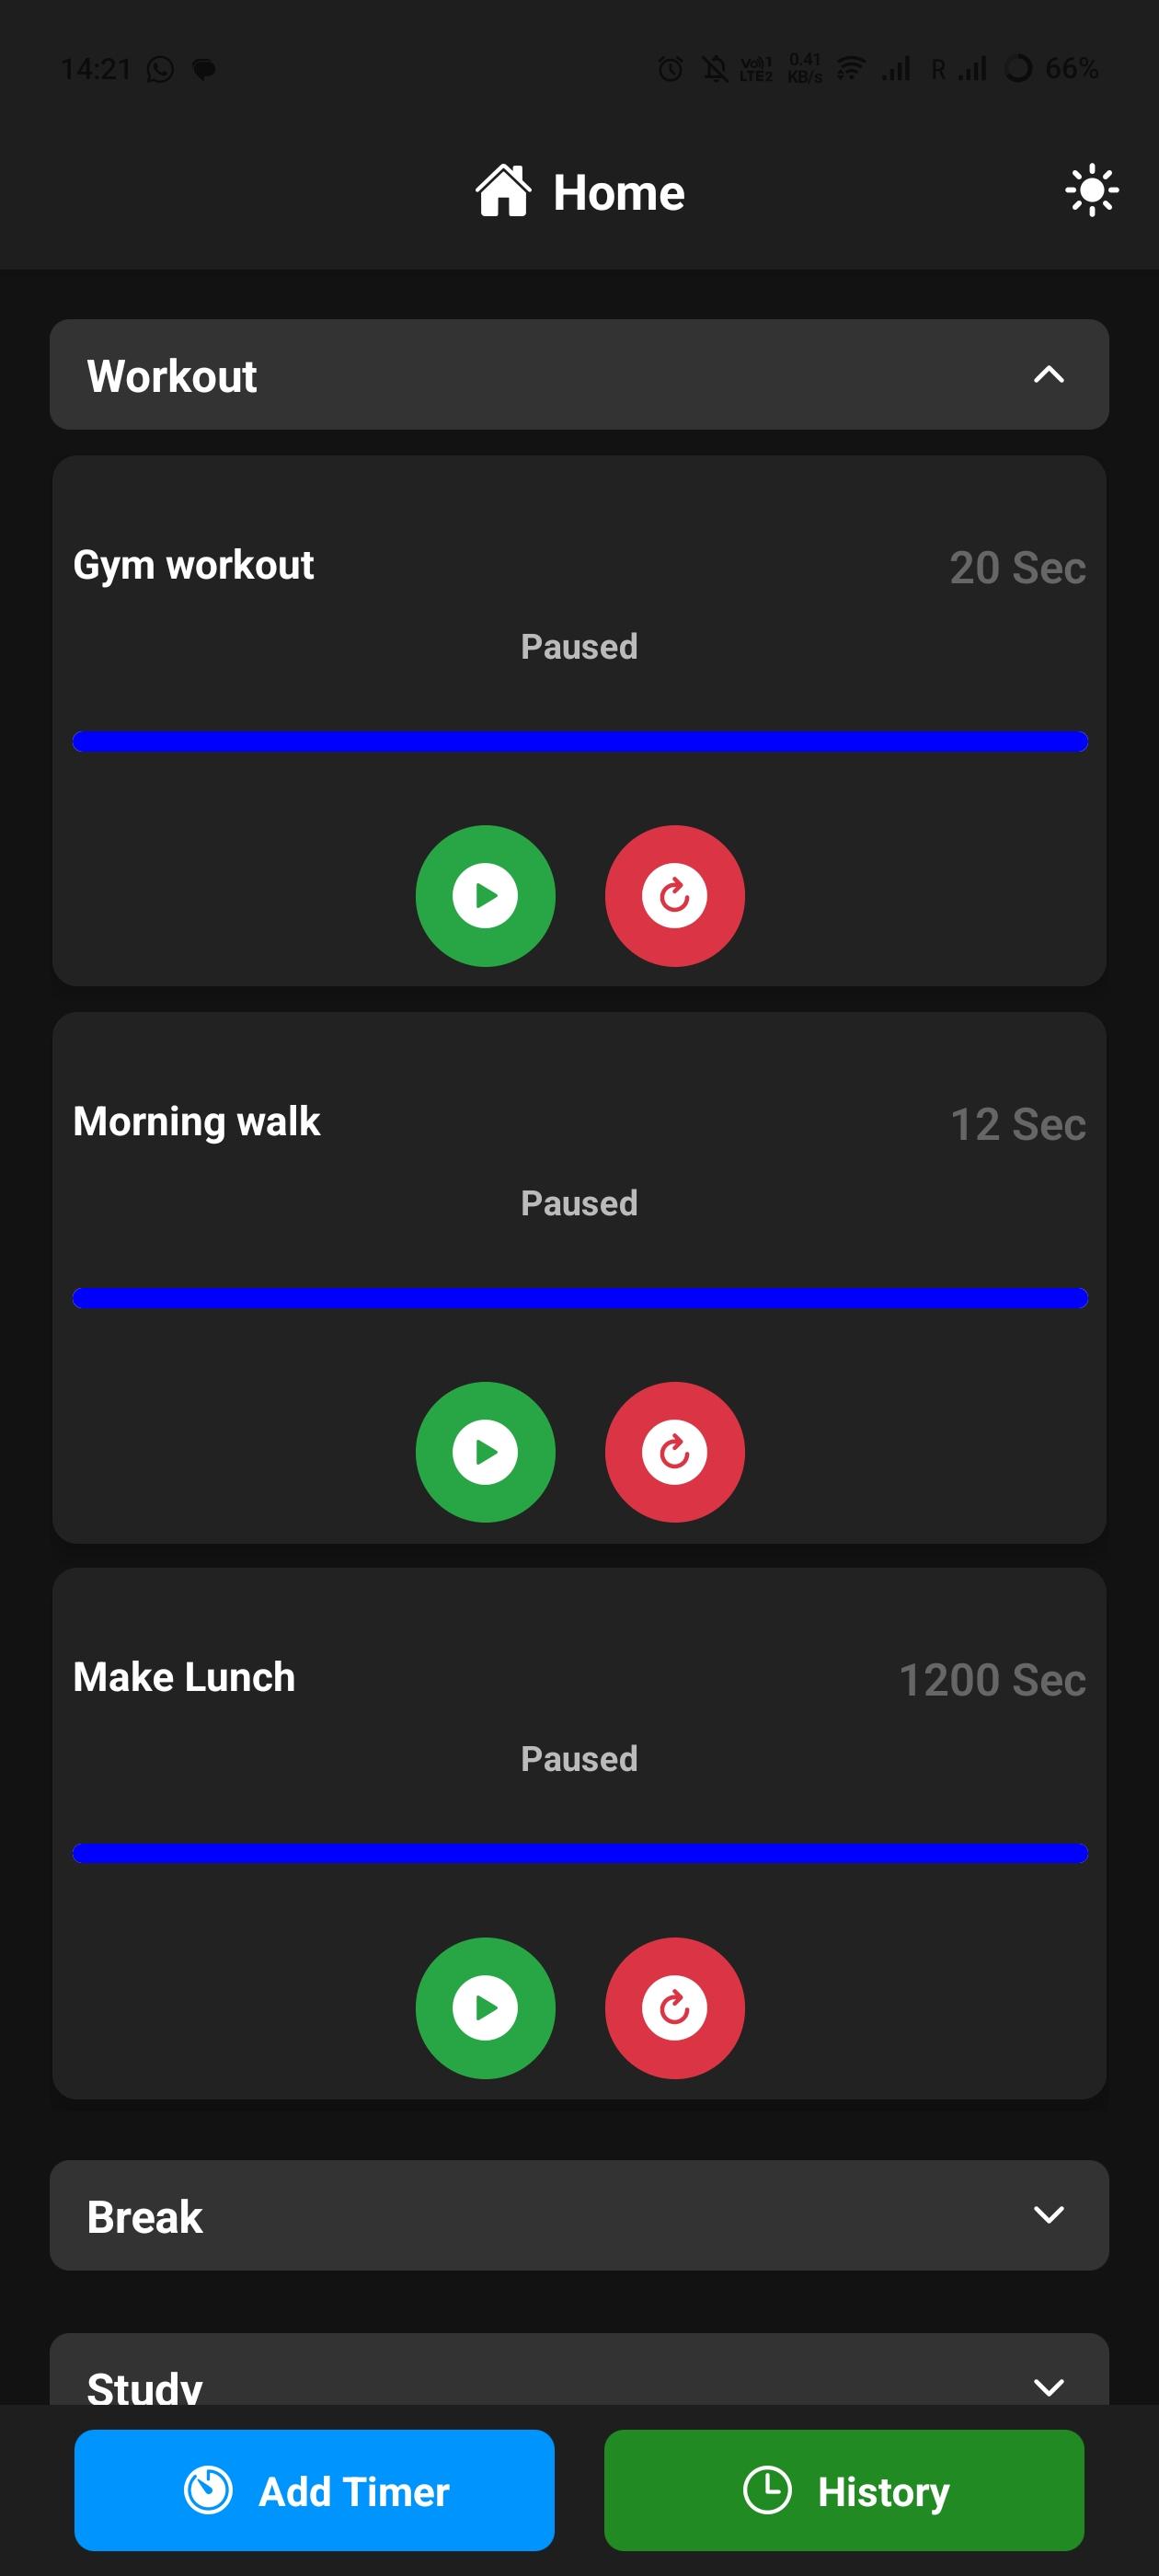 14:21 Vo)) 1 LTE2 0.41 KB/s R 66%
Home
Workout
Gym workout 20 Sec
Paused
Morning walk 12 Sec
Paused
Make Lunch 1200 Sec
Paused
Break
Study
Add Timer History